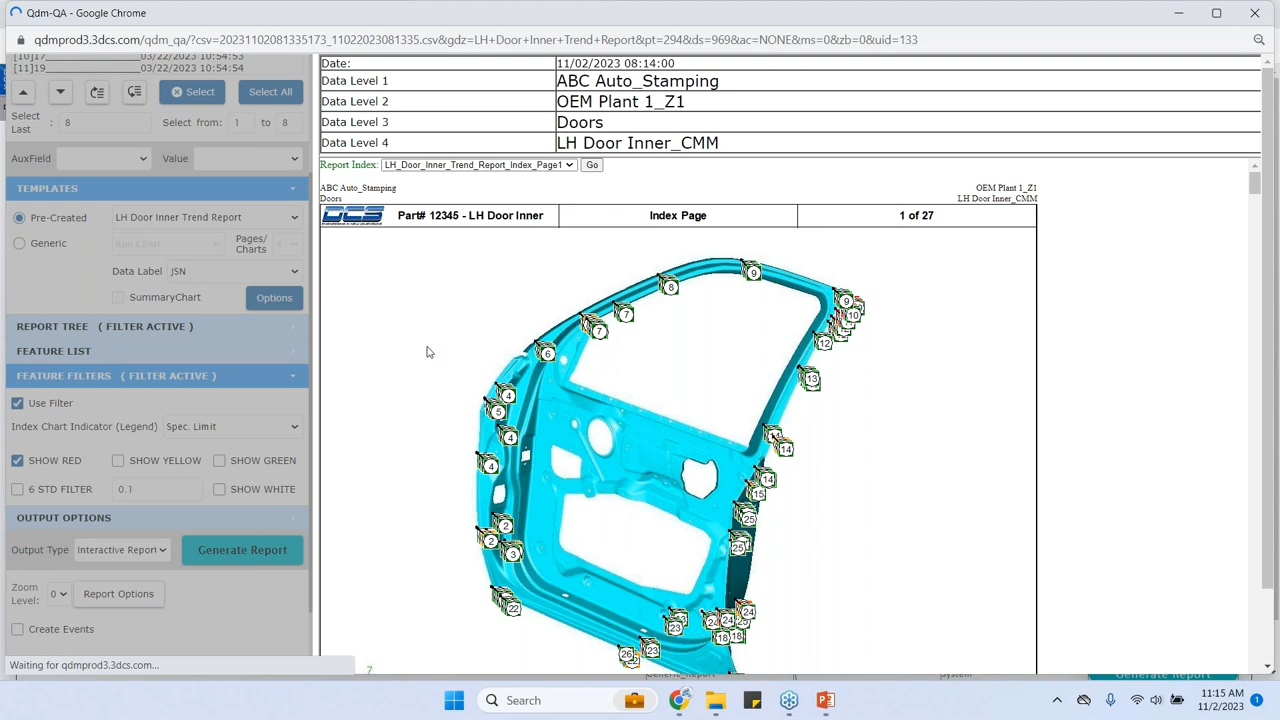 Qdm-QA - Google Chrome
qdmprod3.3dcs.com/qdm_qa/?csv=20231102081335173_11022023081335.csv&gdz=LH+Door+Inner+Trend+Report&pt=294&ds=969&ac=NONE&ms=0&zb=0&uid=133
[10]17 03/22/2023 10:54:53
[11]19 03/22/2023 10:54:54
Select Select All
Select Last : 8 Select from: 1 to 8
AuxField Value
TEMPLATES
Pre-Created LH Door Inner Trend Report
Generic Run Chart Pages/Charts 4
Data Label JSN
SummaryChart Options
REPORT TREE ( FILTER ACTIVE )
FEATURE LIST
FEATURE FILTERS ( FILTER ACTIVE )
Use Filter
Index Chart Indicator (Legend) Spec. Limit
SHOW RED SHOW YELLOW SHOW GREEN
6 STD FILTER 0.1 SHOW WHITE
OUTPUT OPTIONS
Output Type Interactive Report Generate Report
Zoom Level: 0 Report Options
Create Events
Waiting for qdmprod3.3dcs.com...
Date: 11/02/2023 08:14:00
Data Level 1 ABC Auto_Stamping
Data Level 2 OEM Plant 1_Z1
Data Level 3 Doors
Data Level 4 LH Door Inner_CMM
Report Index: LH_Door_Inner_Trend_Report_Index_Page1 Go
ABC Auto_Stamping OEM Plant 1_Z1
Doors LH Door Inner_CMM
DCS Part# 12345 - LH Door Inner Index Page 1 of 27
9
8
9
7
10
7
12
6
13
4
5
4
14
4
14
15
25
2
2
25
3
22
24
24
23
18
18
23
26
7
Search
11:15 AM
11/2/2023
1